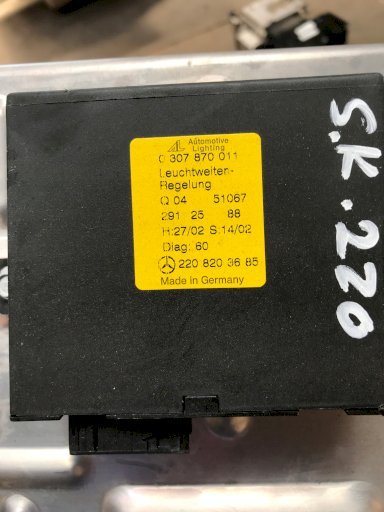 AL Automotive Lighting
0 307 870 011
Leuchtweiten-
Regelung
Q 04 51067
291 25 88
H:27/02 S:14/02
Diag: 60
220 820 36 85
Made in Germany
S.K. 220